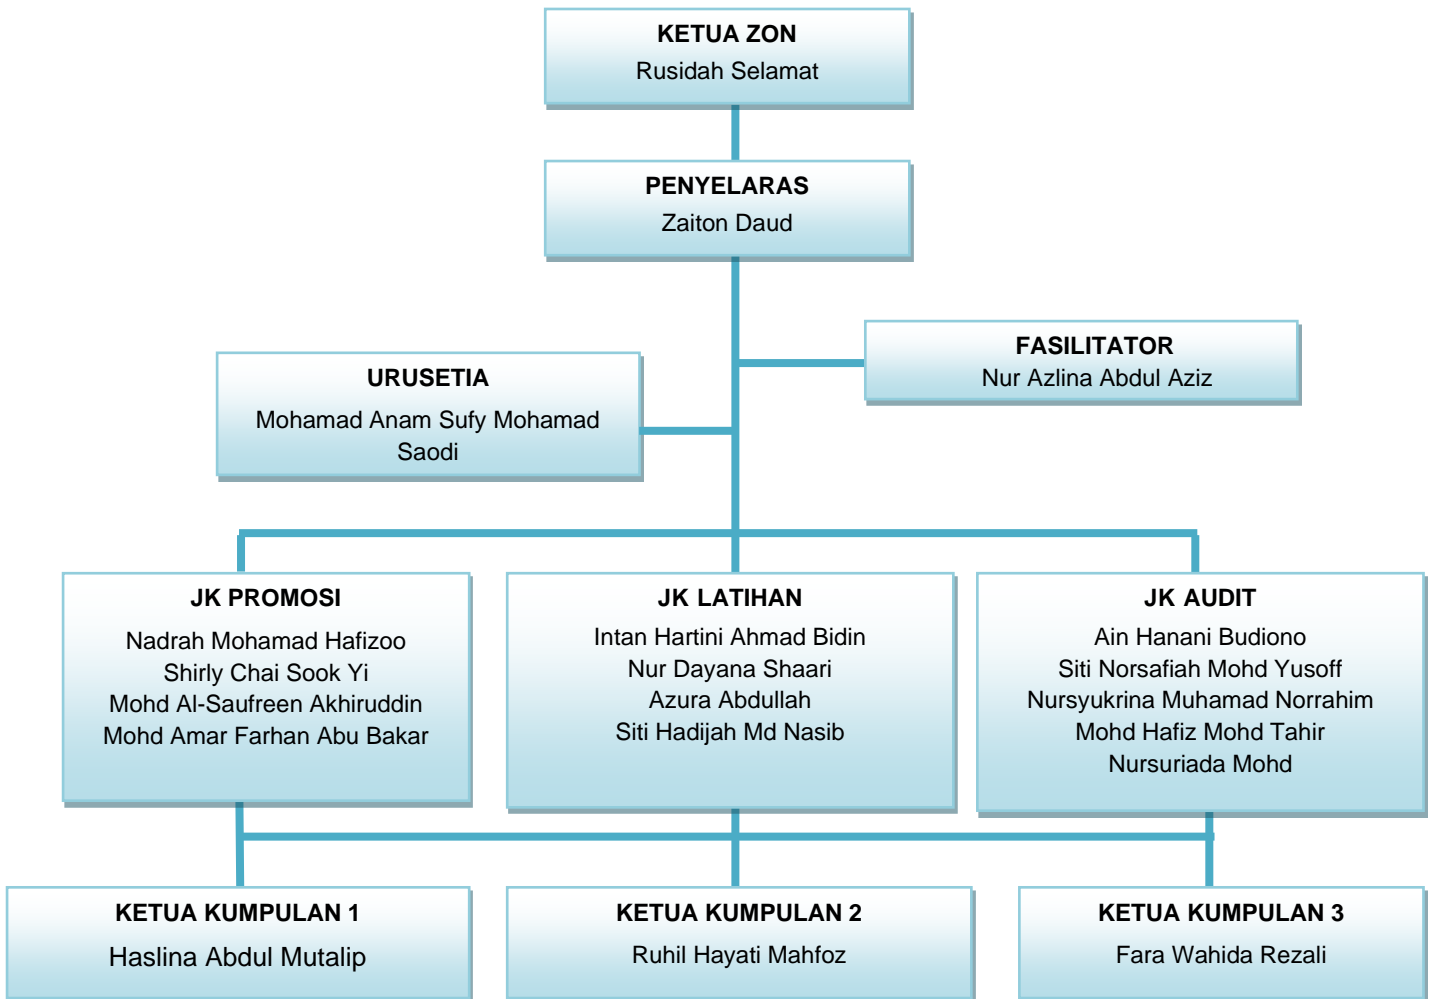 KETUA ZON
Rusidah Selamat
PENYELARAS
Zaiton Daud
FASILITATOR
Nur Azlina Abdul Aziz
URUSETIA
Mohamad Anam Sufy Mohamad
Saodi
JK PROMOSI
Nadrah Mohamad Hafizoo
Shirly Chai Sook Yi
Mohd Al-Saufreen Akhiruddin
Mohd Amar Farhan Abu Bakar
JK LATIHAN
Intan Hartini Ahmad Bidin
Nur Dayana Shaari
Azura Abdullah
Siti Hadijah Md Nasib
JK AUDIT
Ain Hanani Budiono
Siti Norsafiah Mohd Yusoff
Nursyukrina Muhamad Norrahim
Mohd Hafiz Mohd Tahir
Nursuriada Mohd
KETUA KUMPULAN 1
Haslina Abdul Mutalip
KETUA KUMPULAN 2
Ruhil Hayati Mahfoz
KETUA KUMPULAN 3
Fara Wahida Rezali